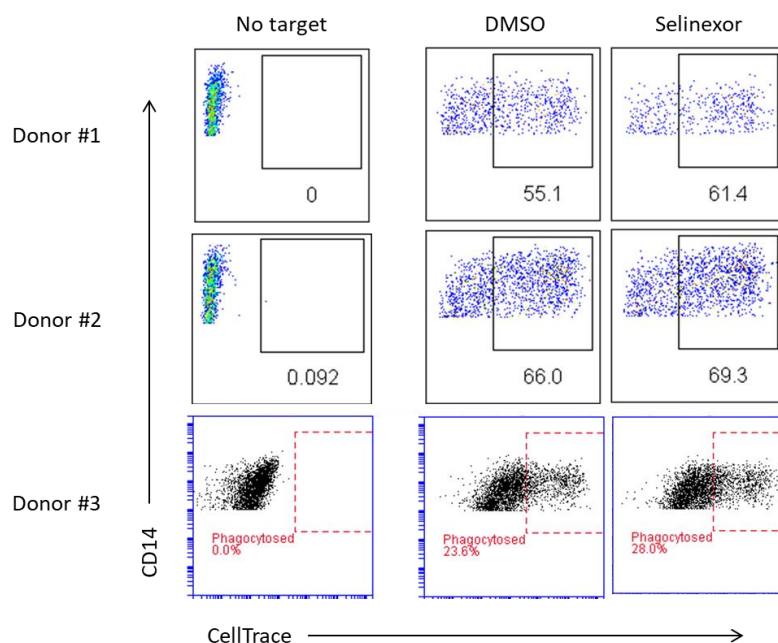 No target DMSO Selinexor
Donor #1
0 55.1 61.4
Donor #2
0.092 66.0 69.3
Donor #3
Phagocytosed Phagocytosed Phagocytosed
0.0% 23.6% 28.0%
CD14
CellTrace